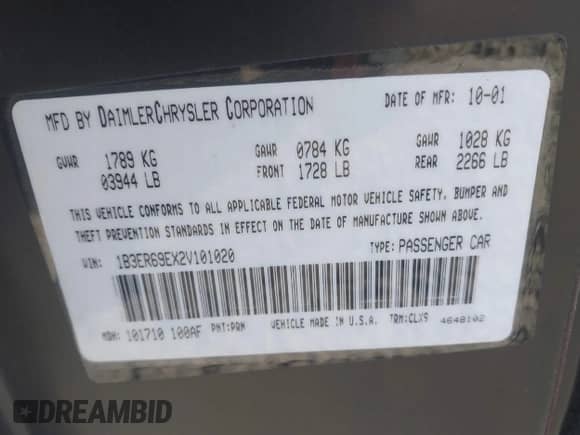 MFD BY DAIMLERCHRYSLER CORPORATION DATE OF MFR: 10-01
GVWR 1789 KG GAWR 0784 KG GAWR 1028 KG
03944 LB FRONT 1728 LB REAR 2266 LB
THIS VEHICLE CONFORMS TO ALL APPLICABLE FEDERAL MOTOR VEHICLE SAFETY, BUMPER AND
THEFT PREVENTION STANDARDS IN EFFECT ON THE DATE OF MANUFACTURE SHOWN ABOVE.
VIN: 1B3ER69EX2V101020 TYPE: PASSENGER CAR
MDH: 101710 100AF PNT:PRN VEHICLE MADE IN U.S.A. TRM:CLX9 4648102
DREAMBID